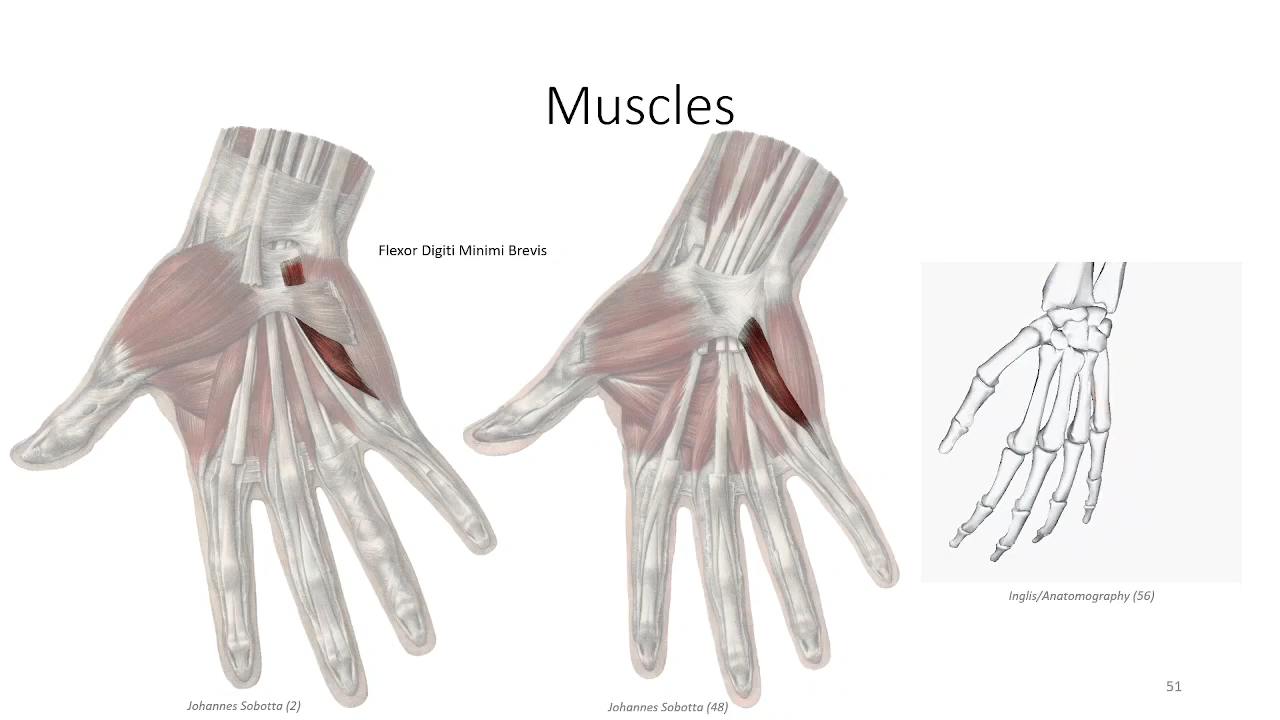 Muscles
Flexor Digiti Minimi Brevis
Inglis/Anatomography (56)
51
Johannes Sobotta (2)
Johannes Sobotta (48)